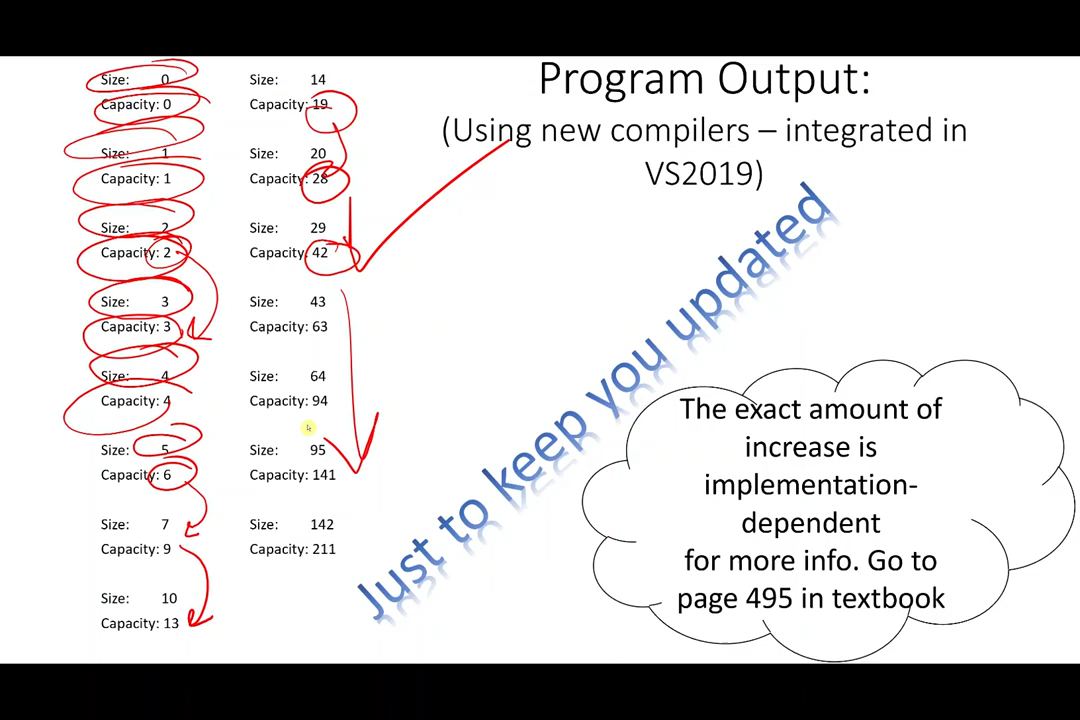 Size: 0
Capacity: 0
Size: 1
Capacity: 1
Size: 2
Capacity: 2
Size: 3
Capacity: 3
Size: 4
Capacity: 4
Size: 5
Capacity: 6
Size: 7
Capacity: 9
Size: 10
Capacity: 13
Size: 14
Capacity: 19
Size: 20
Capacity: 28
Size: 29
Capacity: 42
Size: 43
Capacity: 63
Size: 64
Capacity: 94
Size: 95
Capacity: 141
Size: 142
Capacity: 211
Program Output:
(Using new compilers – integrated in
VS2019)
Just to keep you updated
The exact amount of
increase is
implementation-
dependent
for more info. Go to
page 495 in textbook